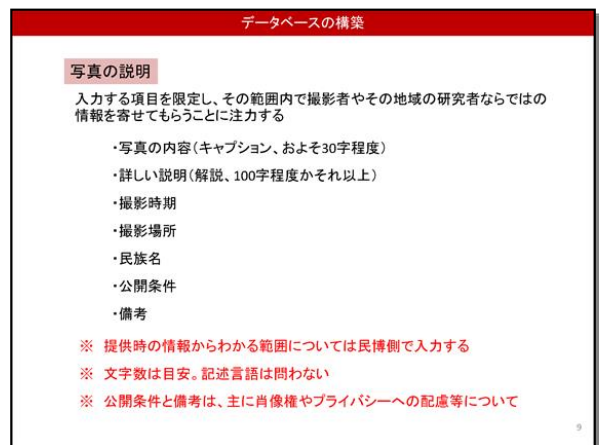 データベースの構築
写真の説明
入力する項目を限定し、その範囲内で撮影者やその地域の研究者ならではの
情報を寄せてもらうことに注力する
・写真の内容(キャプション、およそ30字程度)
・詳しい説明(解説、100字程度かそれ以上)
・撮影時期
・撮影場所
・民族名
・公開条件
・備考
※ 提供時の情報からわかる範囲については民博側で入力する
※ 文字数は目安。記述言語は問わない
※ 公開条件と備考は、主に肖像権やプライバシーへの配慮等について
9